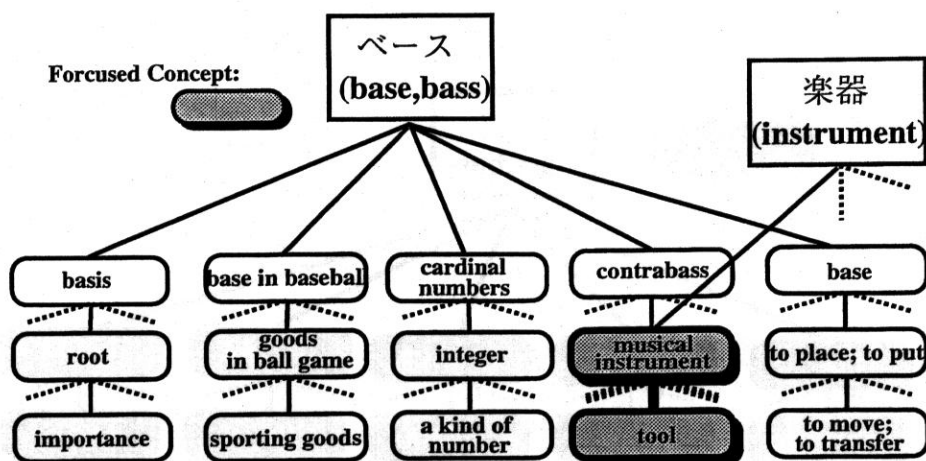 Forcused Concept:
ベース
(base,bass)
楽器
(instrument)
basis
base in baseball
cardinal
numbers
contrabass
base
root
goods
in ball game
integer
musical
instrument
to place; to put
importance
sporting goods
a kind of
number
tool
to move;
to transfer